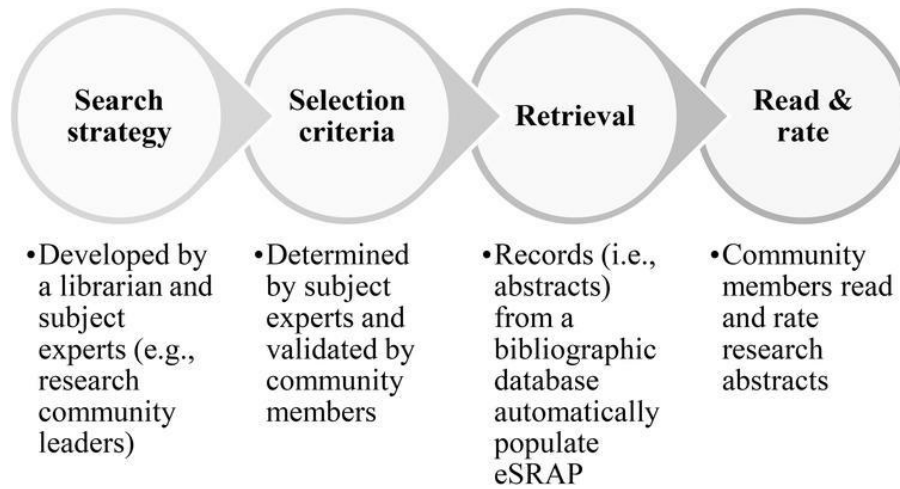 Search
strategy
Selection
criteria
Retrieval
Read &
rate
•Developed by
a librarian and
subject
experts (e.g.,
research
community
leaders)
•Determined
by subject
experts and
validated by
community
members
•Records (i.e.,
abstracts)
from a
bibliographic
database
automatically
populate
eSRAP
•Community
members read
and rate
research
abstracts